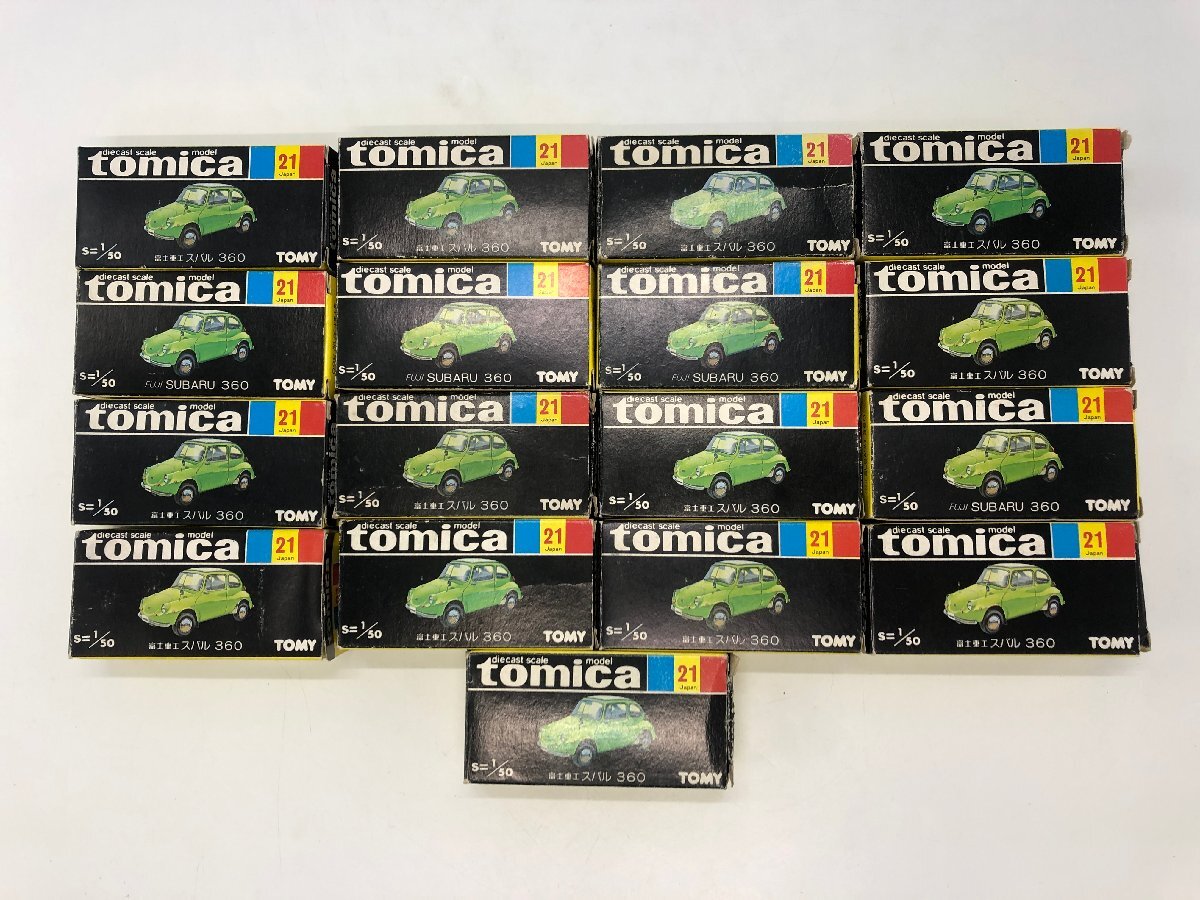 diecast scale model
tomica 21
Japan
S=1/50 富士重工 スバル 360 TOMY
diecast scale model
tomica 21
Japan
S=1/50 富士重工 スバル 360 TOMY
diecast scale model
tomica 21
Japan
S=1/50 富士重工 スバル 360 TOMY
diecast scale model
tomica 21
Japan
S=1/50 富士重工 スバル 360 TOMY
diecast scale model
tomica 21
Japan
S=1/50 FUJI SUBARU 360 TOMY
diecast scale model
tomica 21
Japan
S=1/50 FUJI SUBARU 360 TOMY
diecast scale model
tomica 21
Japan
S=1/50 FUJI SUBARU 360 TOMY
diecast scale model
tomica 21
Japan
S=1/50 富士重工 スバル 360 TOMY
diecast scale model
tomica 21
Japan
S=1/50 富士重工 スバル 360 TOMY
diecast scale model
tomica 21
Japan
S=1/50 富士重工 スバル 360 TOMY
diecast scale model
tomica 21
Japan
S=1/50 富士重工 スバル 360 TOMY
diecast scale model
tomica 21
Japan
S=1/50 FUJI SUBARU 360 TOMY
diecast scale model
tomica 21
Japan
S=1/50 富士重工 スバル 360 TOMY
diecast scale model
tomica 21
Japan
S=1/50 富士重工 スバル 360 TOMY
diecast scale model
tomica 21
Japan
S=1/50 富士重工 スバル 360 TOMY
diecast scale model
tomica 21
Japan
S=1/50 富士重工 スバル 360 TOMY
diecast scale model
tomica 21
Japan
S=1/50 富士重工 スバル 360 TOMY